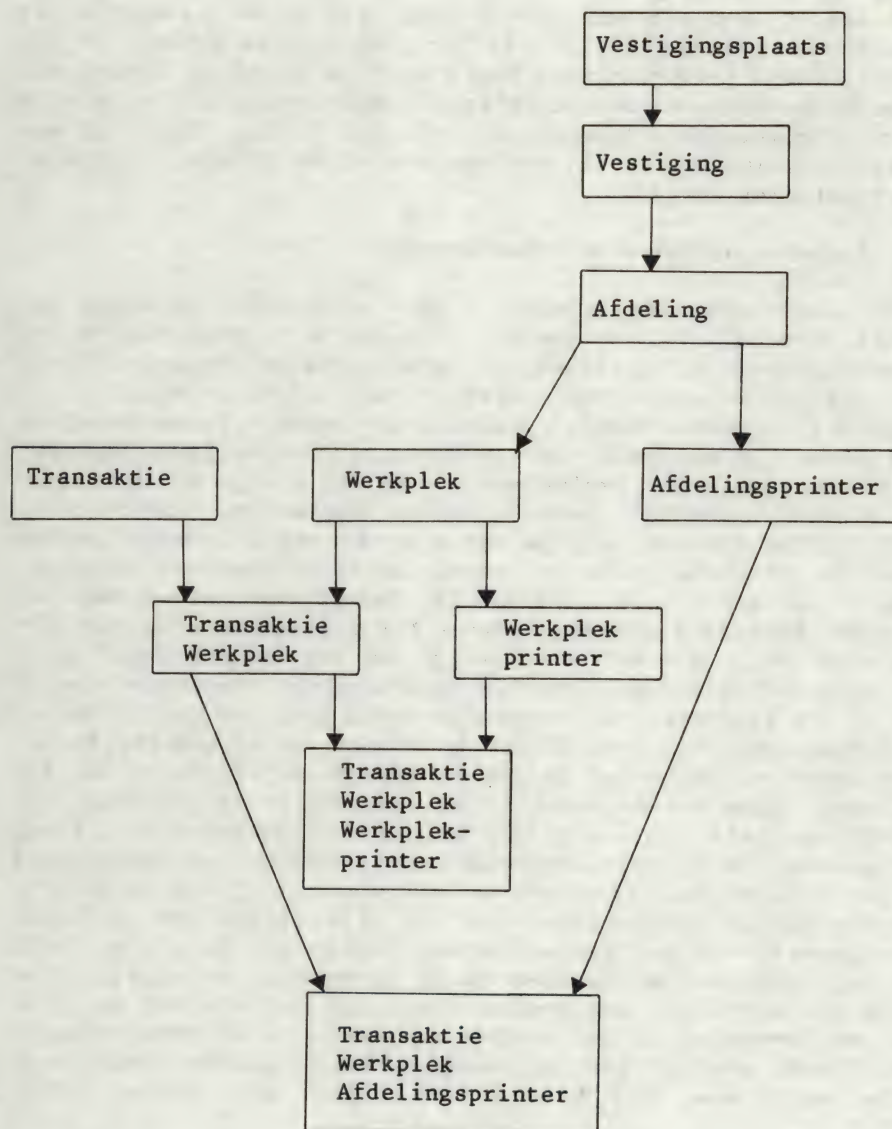 Vestigingsplaats
Vestiging
Afdeling
Transaktie
Werkplek
Afdelingsprinter
Transaktie
Werkplek
Werkplek
printer
Transaktie
Werkplek
Werkplek-
printer
Transaktie
Werkplek
Afdelingsprinter